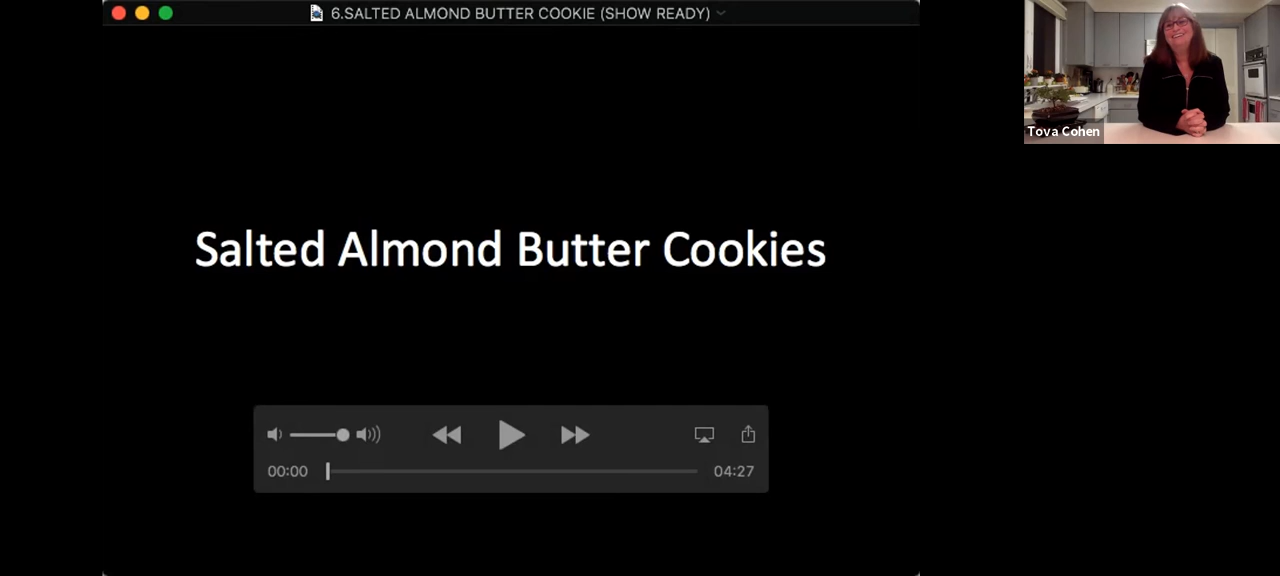 6.SALTED ALMOND BUTTER COOKIE (SHOW READY)
Tova Cohen
Salted Almond Butter Cookies
00:00
04:27